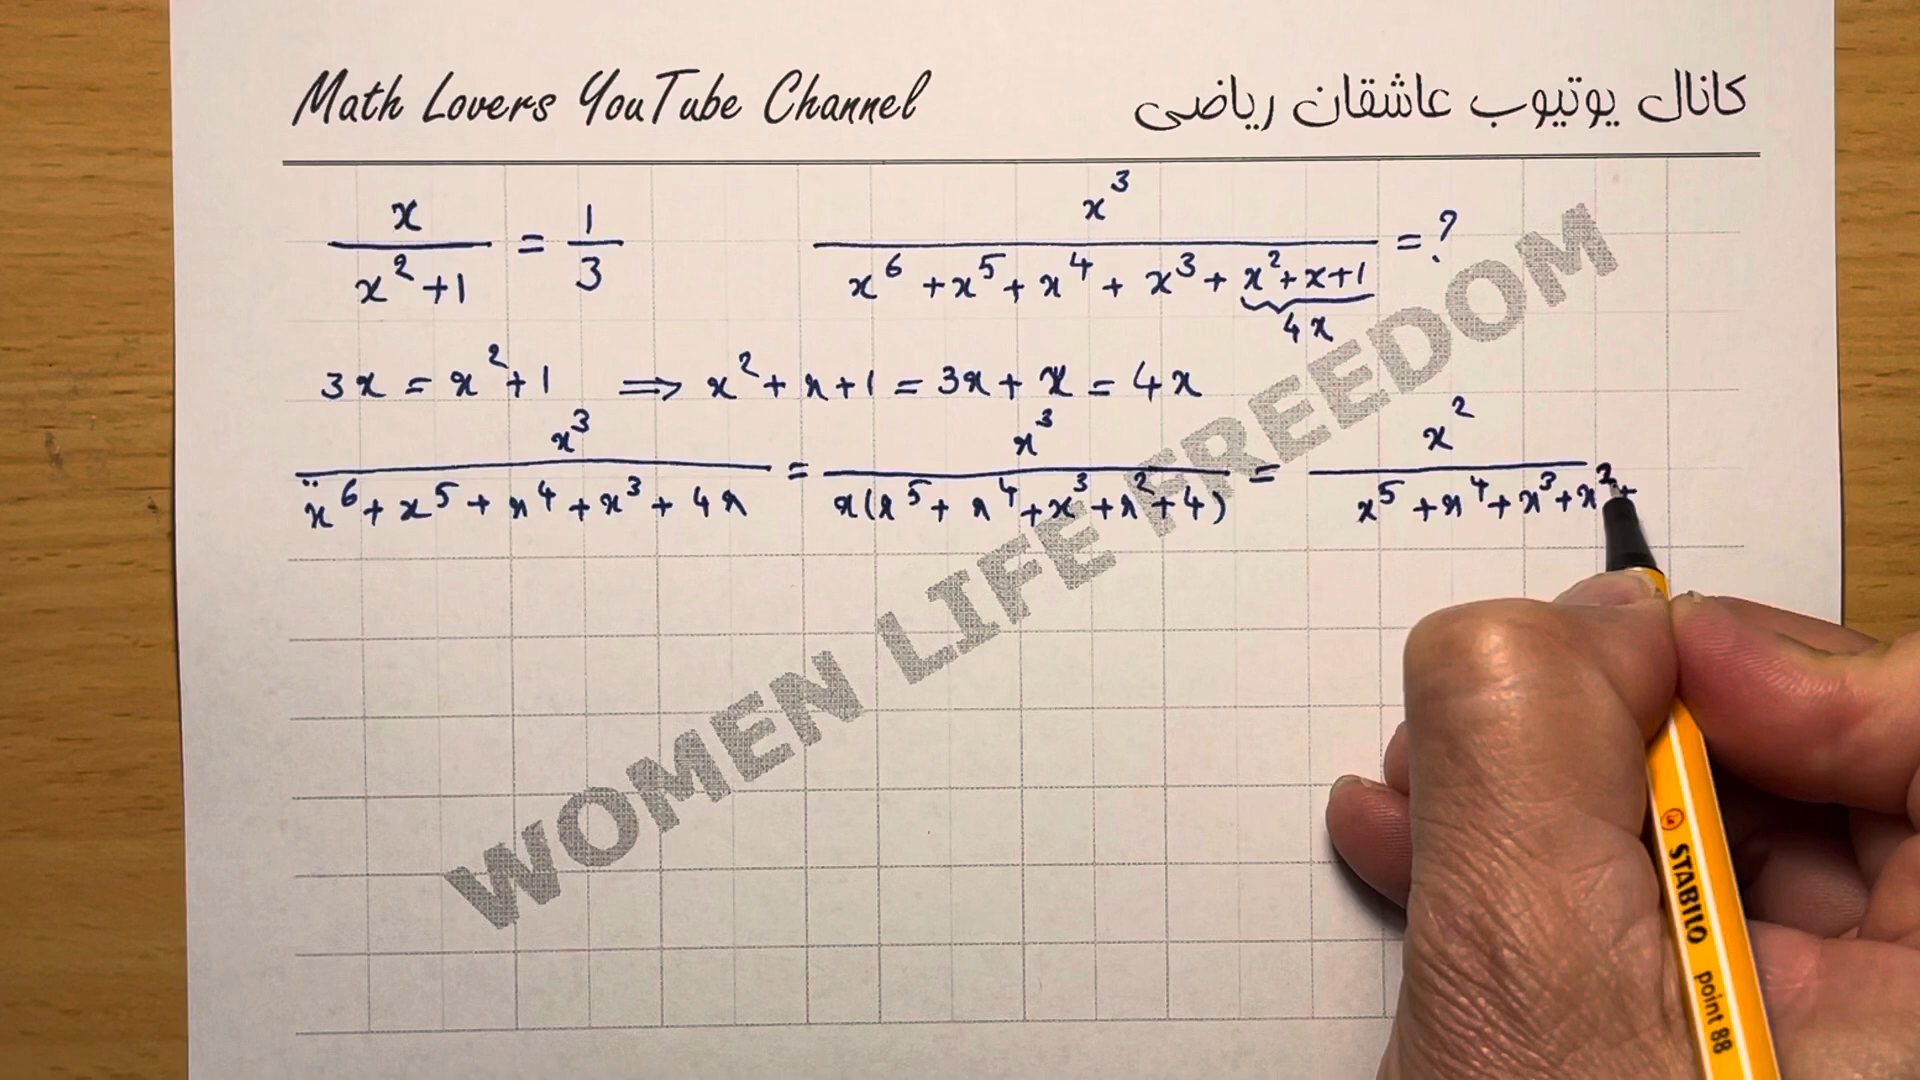 Math Lovers YouTube Channel
کانال یوتیوب عاشقان ریاضی
x/(x²+1) = 1/3
x³/(x⁶+x⁵+x⁴+x³+x²+x+1) = ?
4x
3x = x²+1 ⟹ x²+x+1 = 3x+x = 4x
x³/(x⁶+x⁵+x⁴+x³+4x) = x³/(x(x⁵+x⁴+x³+x²+4)) = x²/(x⁵+x⁴+x³+x²+
WOMEN LIFE FREEDOM
STABILO point 88